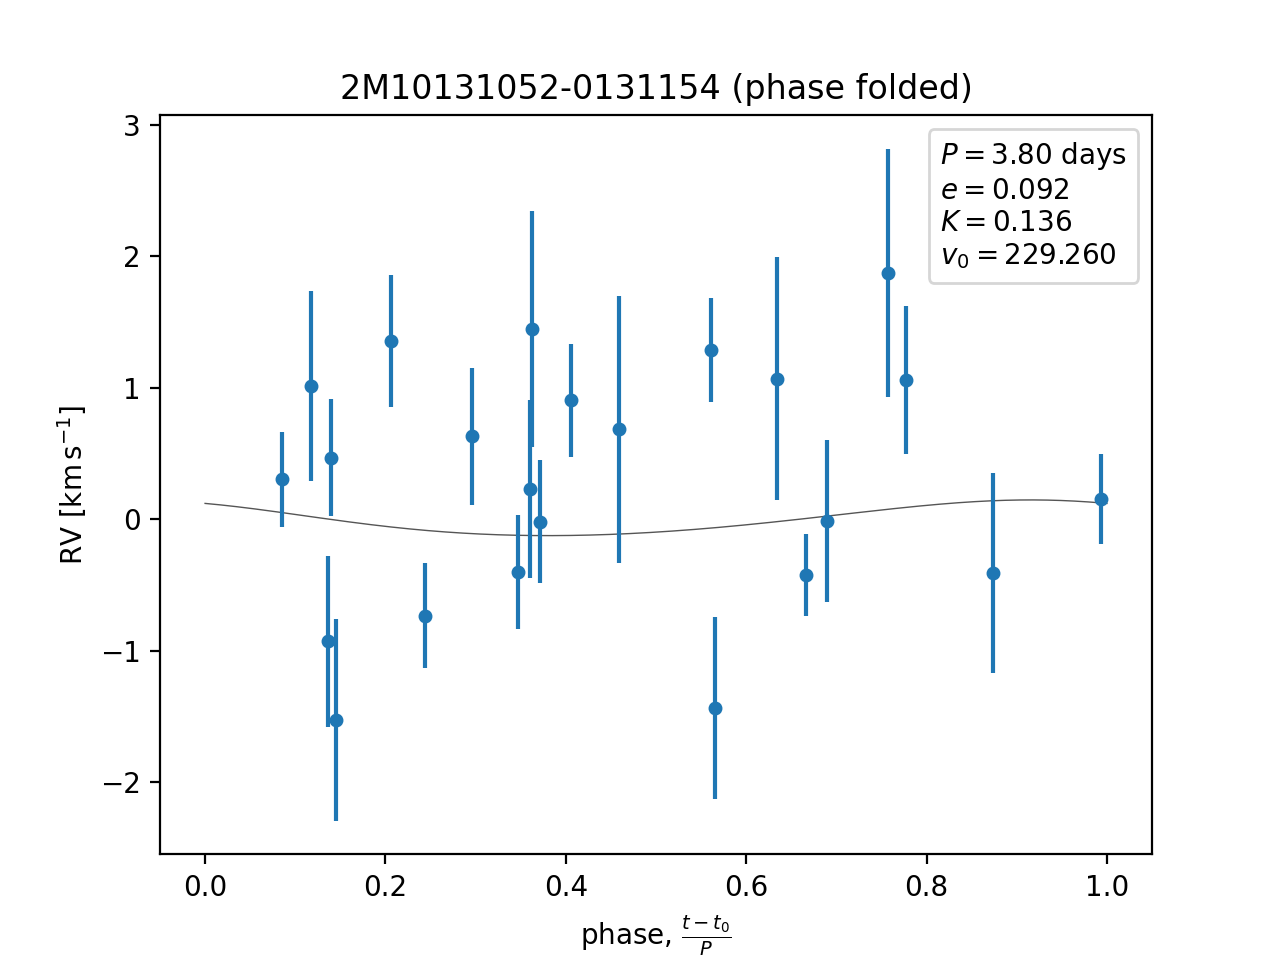 2M10131052-0131154 (phase folded)
P = 3.80 days
e = 0.092
K = 0.136
v₀ = 229.260
3
2
1
0
−1
−2
RV [km s⁻¹]
0.0 0.2 0.4 0.6 0.8 1.0
phase, (t − t₀)/P